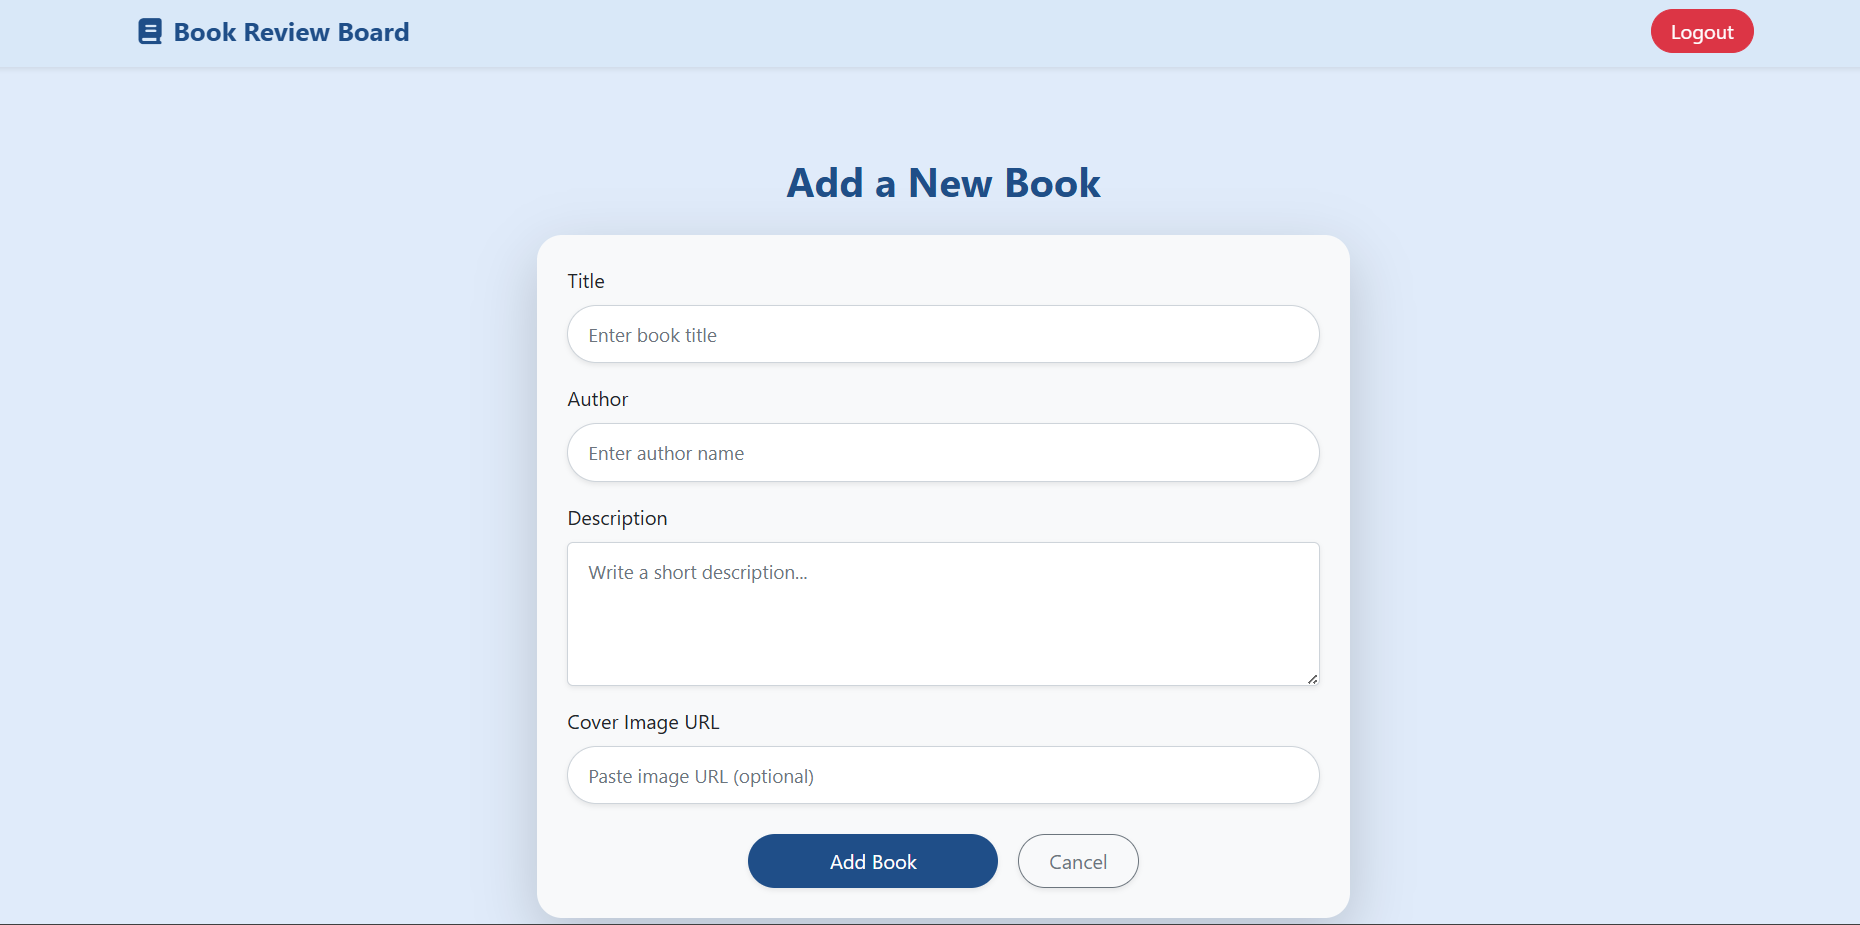 Book Review Board
Logout
Add a New Book
Title
Enter book title
Author
Enter author name
Description
Write a short description...
Cover Image URL
Paste image URL (optional)
Add Book
Cancel